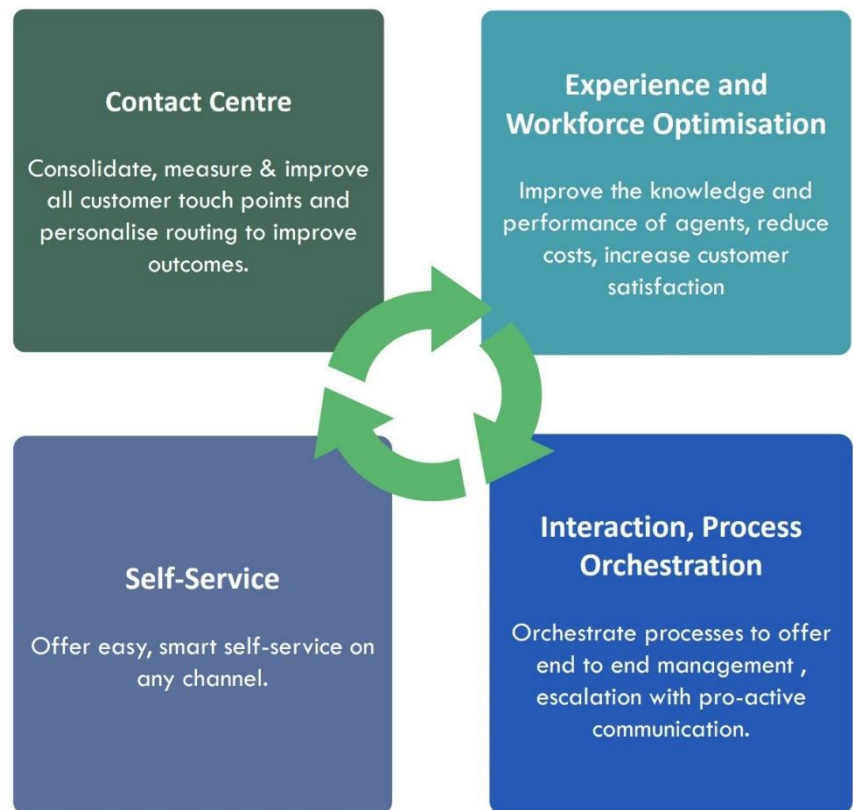 Contact Centre
Consolidate, measure & improve
all customer touch points and
personalise routing to improve
outcomes.
Experience and
Workforce Optimisation
Improve the knowledge and
performance of agents, reduce
costs, increase customer
satisfaction
Self-Service
Offer easy, smart self-service on
any channel.
Interaction, Process
Orchestration
Orchestrate processes to offer
end to end management ,
escalation with pro-active
communication.